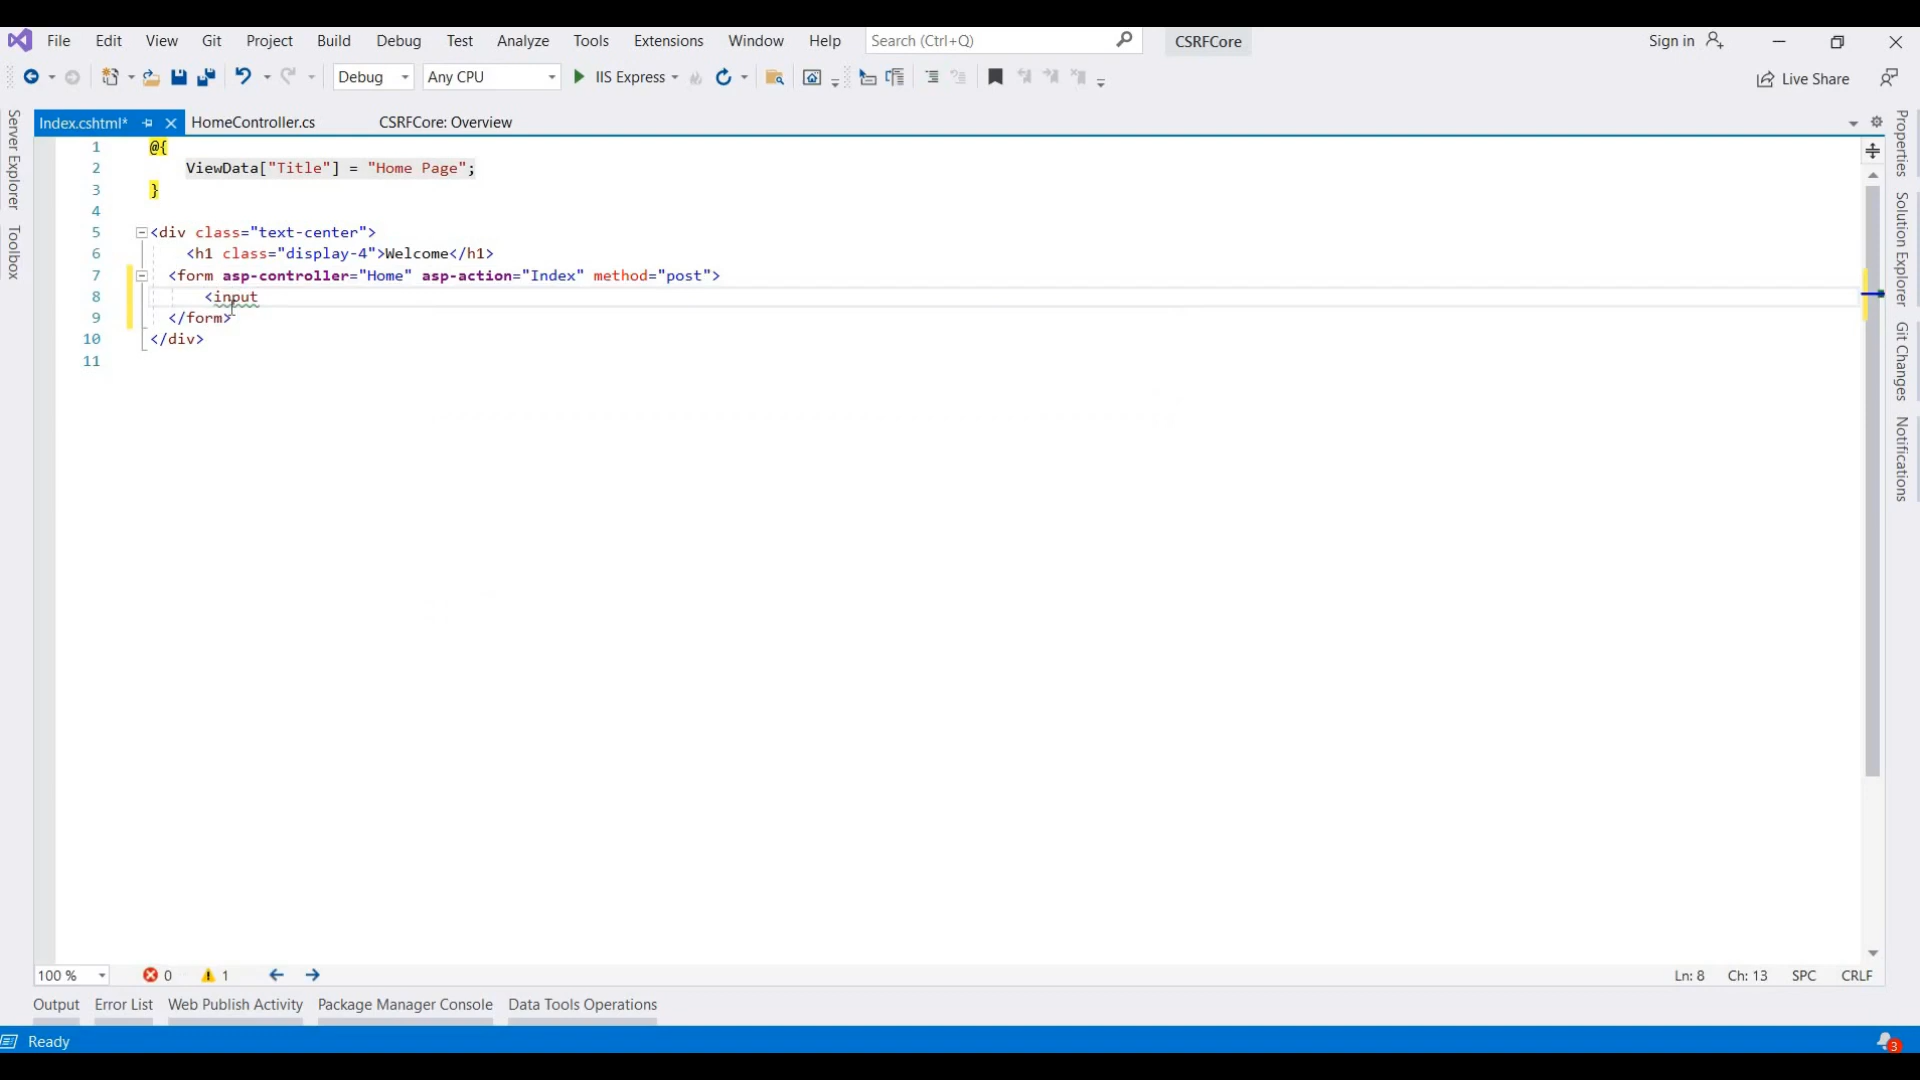 File Edit View Git Project Build Debug Test Analyze Tools Extensions Window Help Search (Ctrl+Q) CSRFCore Sign in
Debug Any CPU IIS Express Live Share
Index.cshtml* HomeController.cs CSRFCore: Overview
Server Explorer
Toolbox
1 @{
2 ViewData["Title"] = "Home Page";
3 }
4
5 <div class="text-center">
6 <h1 class="display-4">Welcome</h1>
7 <form asp-controller="Home" asp-action="Index" method="post">
8 <input
9 </form>
10 </div>
11
Properties
Solution Explorer
Git Changes
Notifications
100 % 0 1 Ln: 8 Ch: 13 SPC CRLF
Output Error List Web Publish Activity Package Manager Console Data Tools Operations
Ready 3